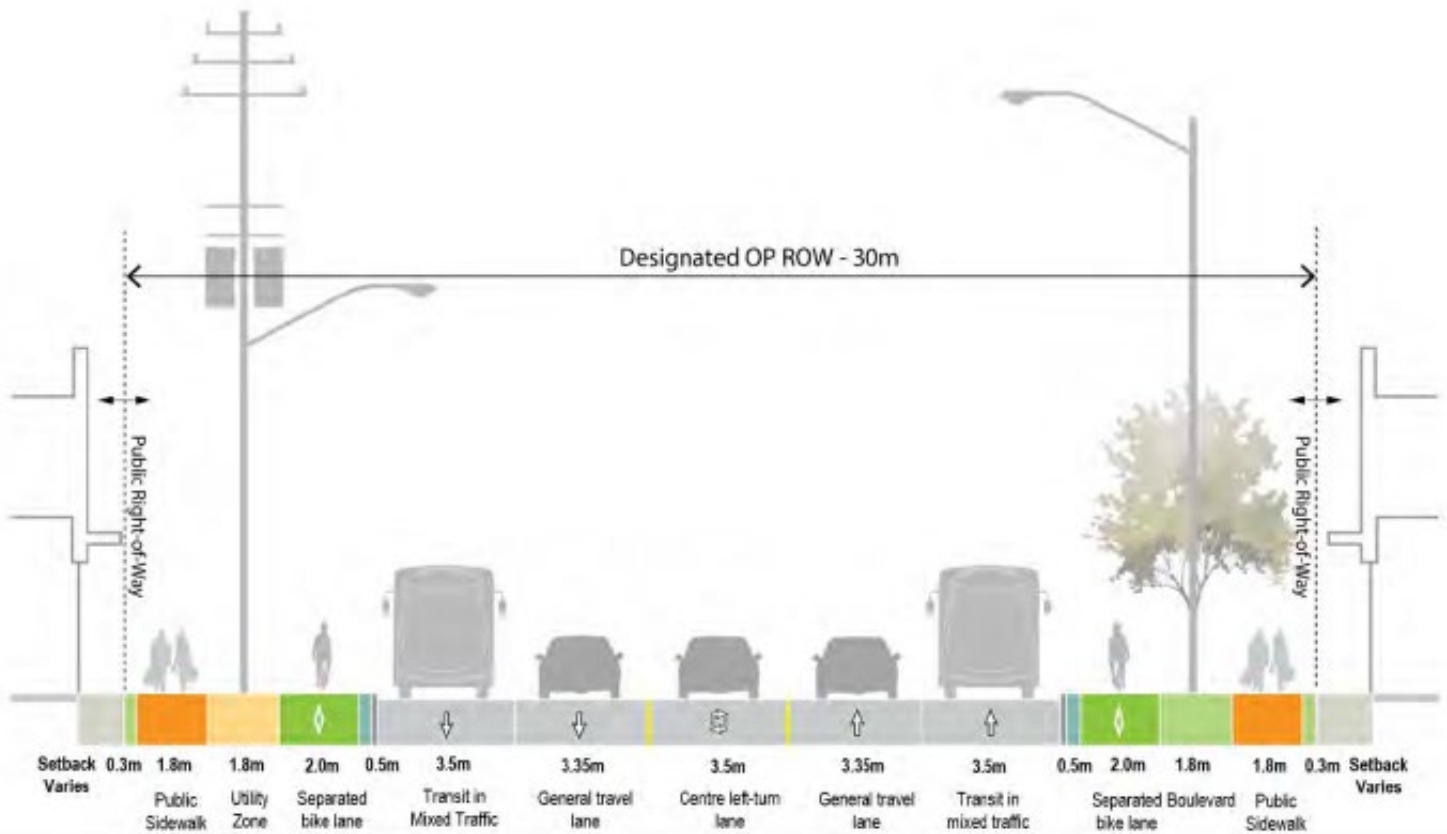 Designated OP ROW - 30m
Public Right-of-Way
Public Right-of-Way
Setback Varies
0.3m
1.8m
Public Sidewalk
1.8m
Utility Zone
2.0m
Separated bike lane
0.5m
3.5m
Transit in Mixed Traffic
3.35m
General travel lane
3.5m
Centre left-turn lane
3.35m
General travel lane
3.5m
Transit in mixed traffic
0.5m
2.0m
Separated bike lane
1.8m
Boulevard
1.8m
Public Sidewalk
0.3m
Setback Varies